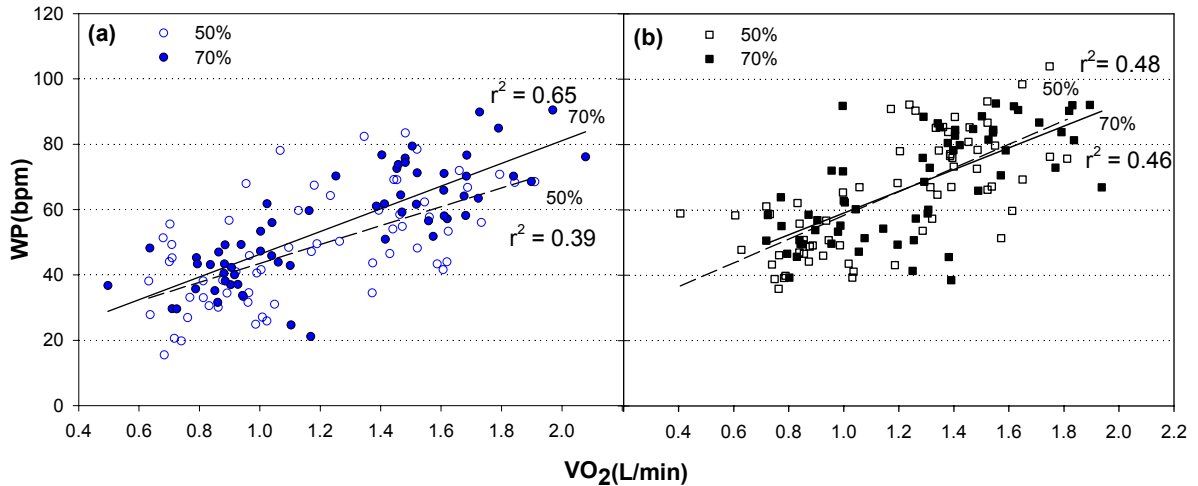 120
100
80
60
40
20
0
WP(bpm)
(a)
50%
70%
r² = 0.65
70%
50%
r² = 0.39
0.4 0.6 0.8 1.0 1.2 1.4 1.6 1.8 2.0
(b)
50%
70%
r² = 0.48
50%
70%
r² = 0.46
0.4 0.6 0.8 1.0 1.2 1.4 1.6 1.8 2.0 2.2
VO₂(L/min)